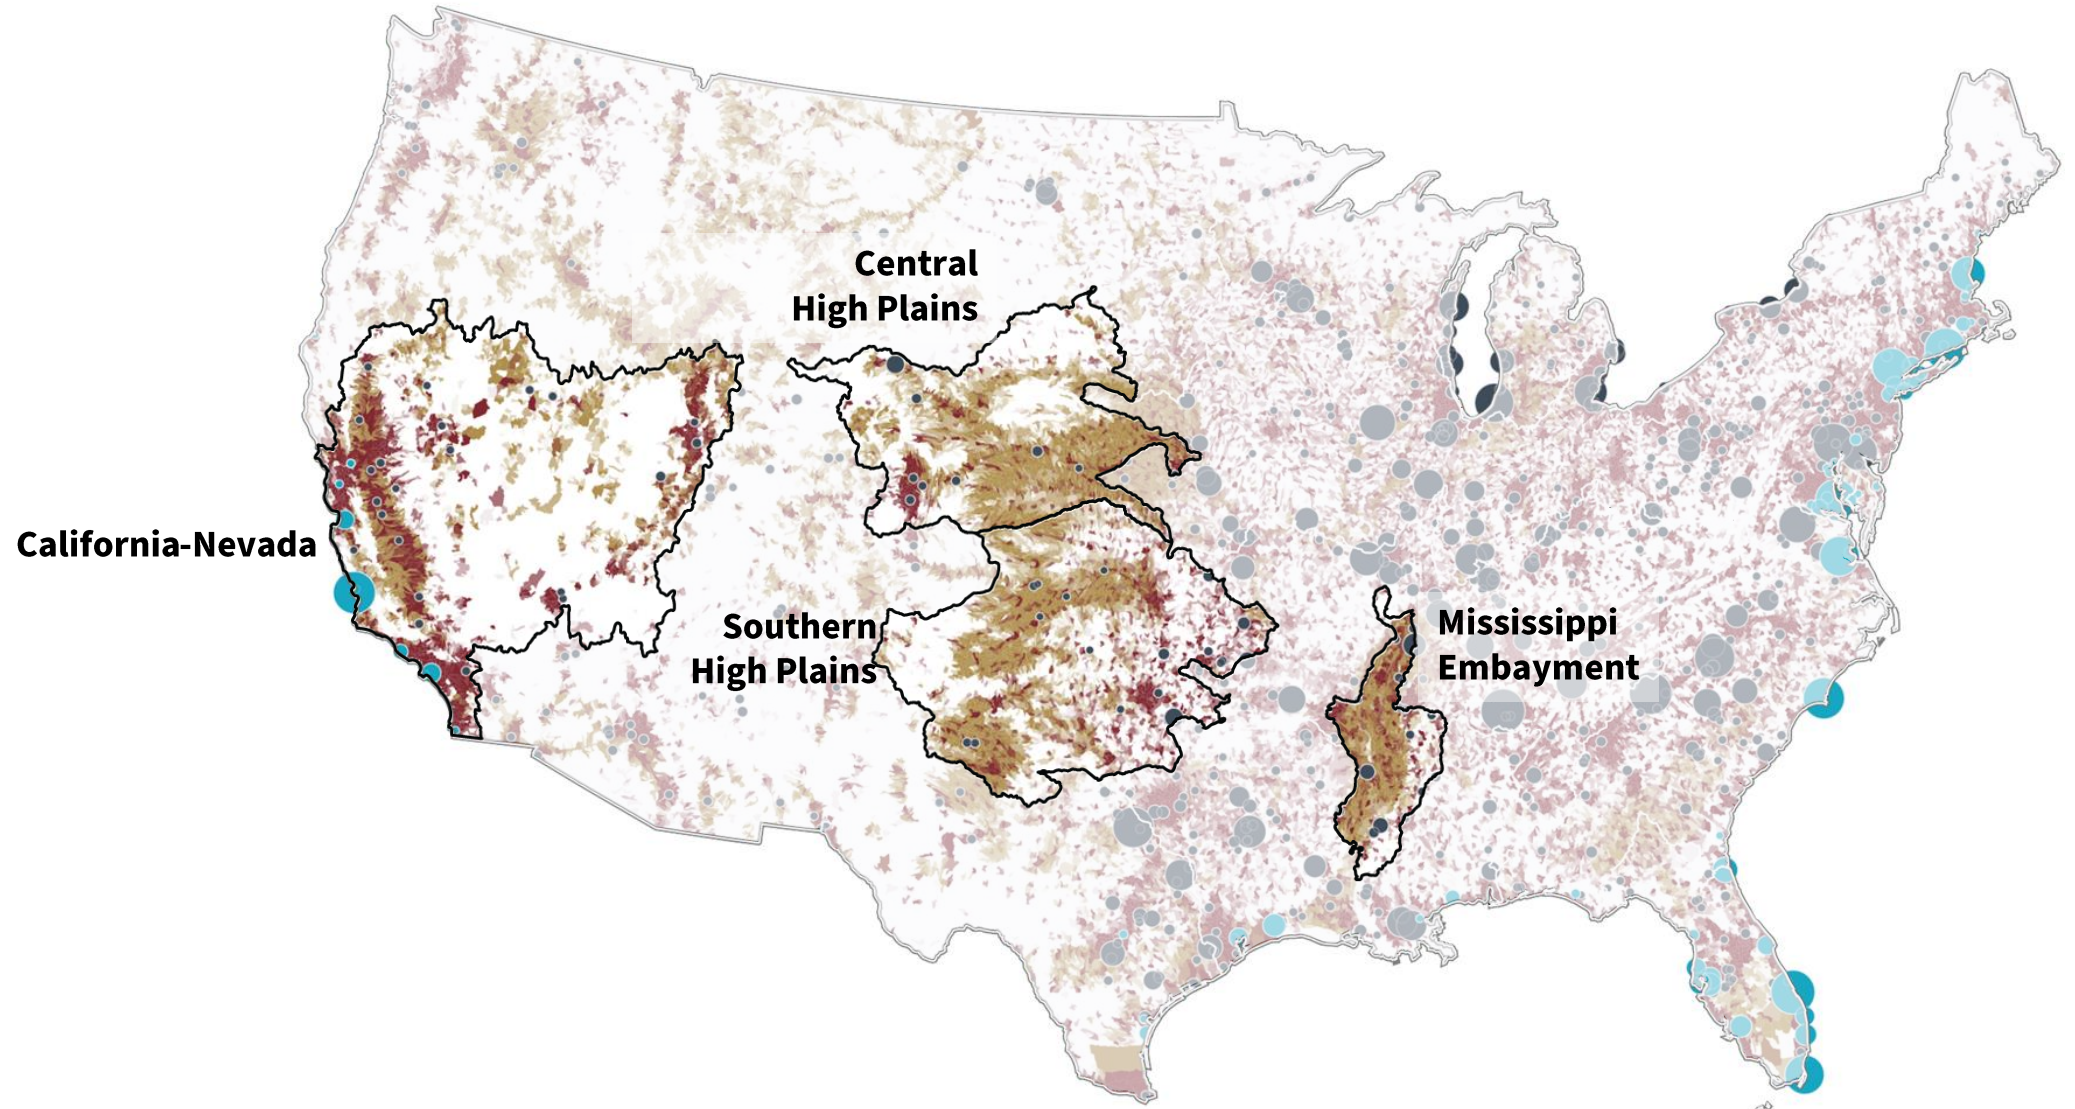 Central
High Plains
California-Nevada
Southern
High Plains
Mississippi
Embayment